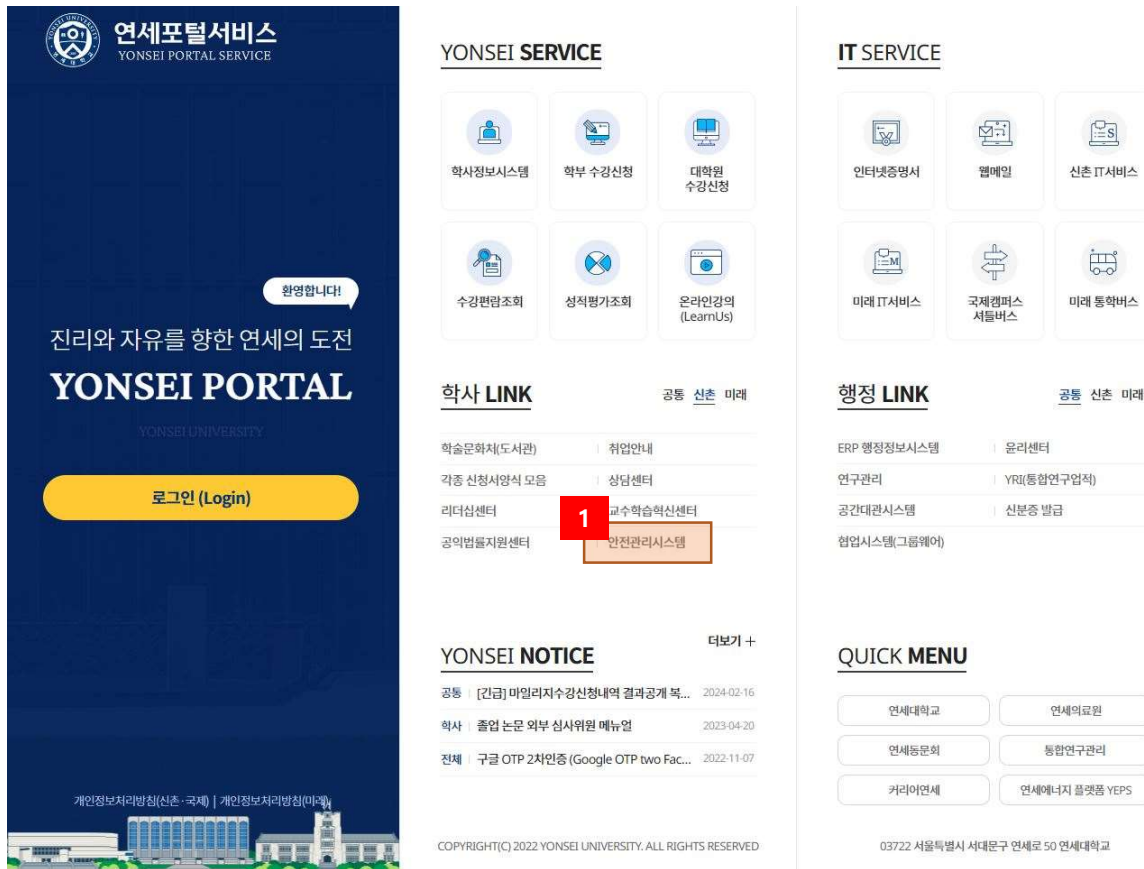 연세포털서비스
YONSEI PORTAL SERVICE
환영합니다!
진리와 자유를 향한 연세의 도전
YONSEI PORTAL
YONSEI UNIVERSITY
로그인 (Login)
개인정보처리방침(신촌·국제) | 개인정보처리방침(미래)
YONSEI SERVICE
학사정보시스템
학부 수강신청
대학원
수강신청
수강편람조회
성적평가조회
온라인강의
(LearnUs)
학사 LINK
공통 신촌 미래
학술문화처(도서관)
취업안내
각종 신청서양식 모음
상담센터
리더십센터
교수학습혁신센터
공익법률지원센터
1
안전관리시스템
YONSEI NOTICE
더보기 +
공통 [긴급] 마일리지수강신청내역 결과공개 복... 2024-02-16
학사 졸업 논문 외부 심사위원 메뉴얼 2023-04-20
전체 구글 OTP 2차인증 (Google OTP two Fac... 2022-11-07
COPYRIGHT(C) 2022 YONSEI UNIVERSITY. ALL RIGHTS RESERVED
IT SERVICE
인터넷증명서
웹메일
신촌 IT서비스
미래 IT서비스
국제캠퍼스
셔틀버스
미래 통학버스
행정 LINK
공통 신촌 미래
ERP 행정정보시스템
윤리센터
연구관리
YRI(통합연구업적)
공간대관시스템
신분증 발급
협업시스템(그룹웨어)
QUICK MENU
연세대학교
연세의료원
연세동문회
통합연구관리
커리어연세
연세에너지 플랫폼 YEPS
03722 서울특별시 서대문구 연세로 50 연세대학교